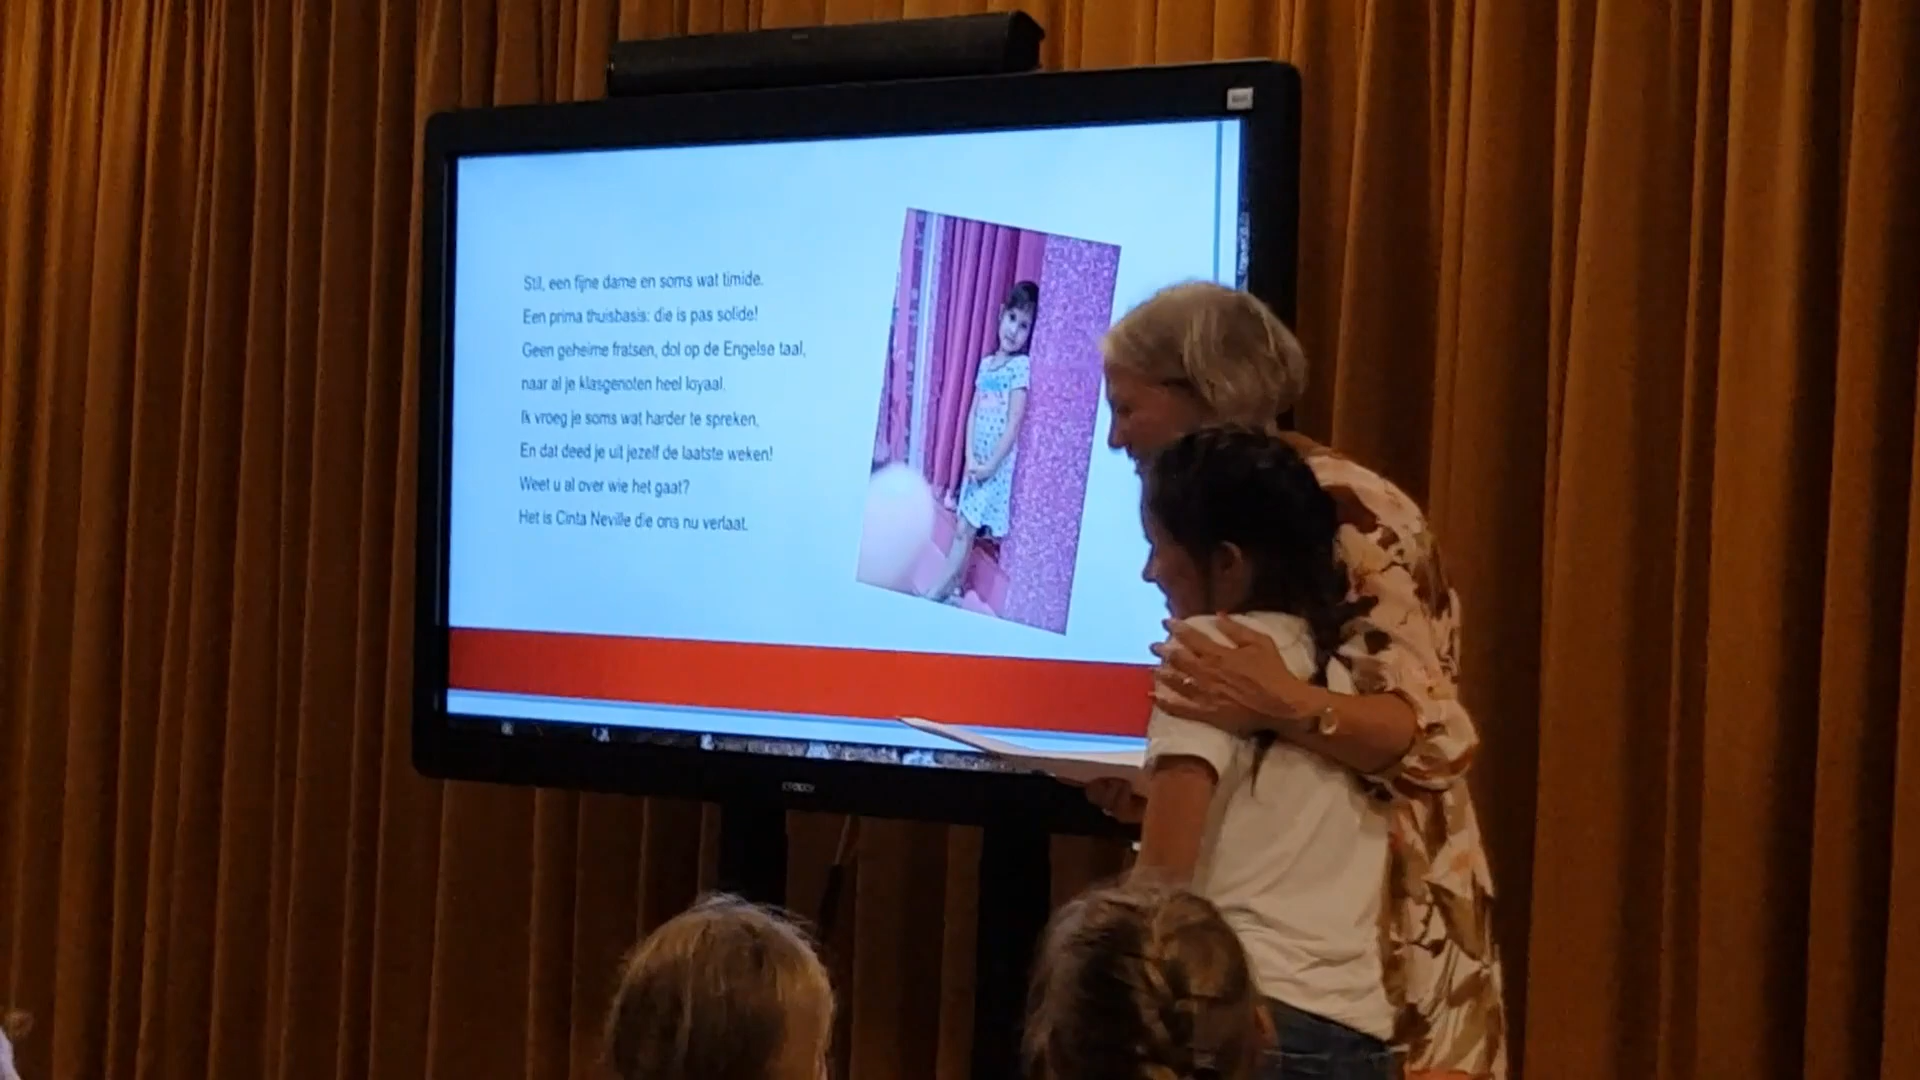 Stil, een fijne dame en soms wat timide.
Een prima thuisbasis: die is pas solide!
Geen geheime fratsen, dol op de Engelse taal,
naar al je klasgenoten heel loyaal.
Ik vroeg je soms wat harder te spreken,
En dat deed je uit jezelf de laatste weken!
Weet u al over wie het gaat?
Het is Cinta Neville die ons nu verlaat.